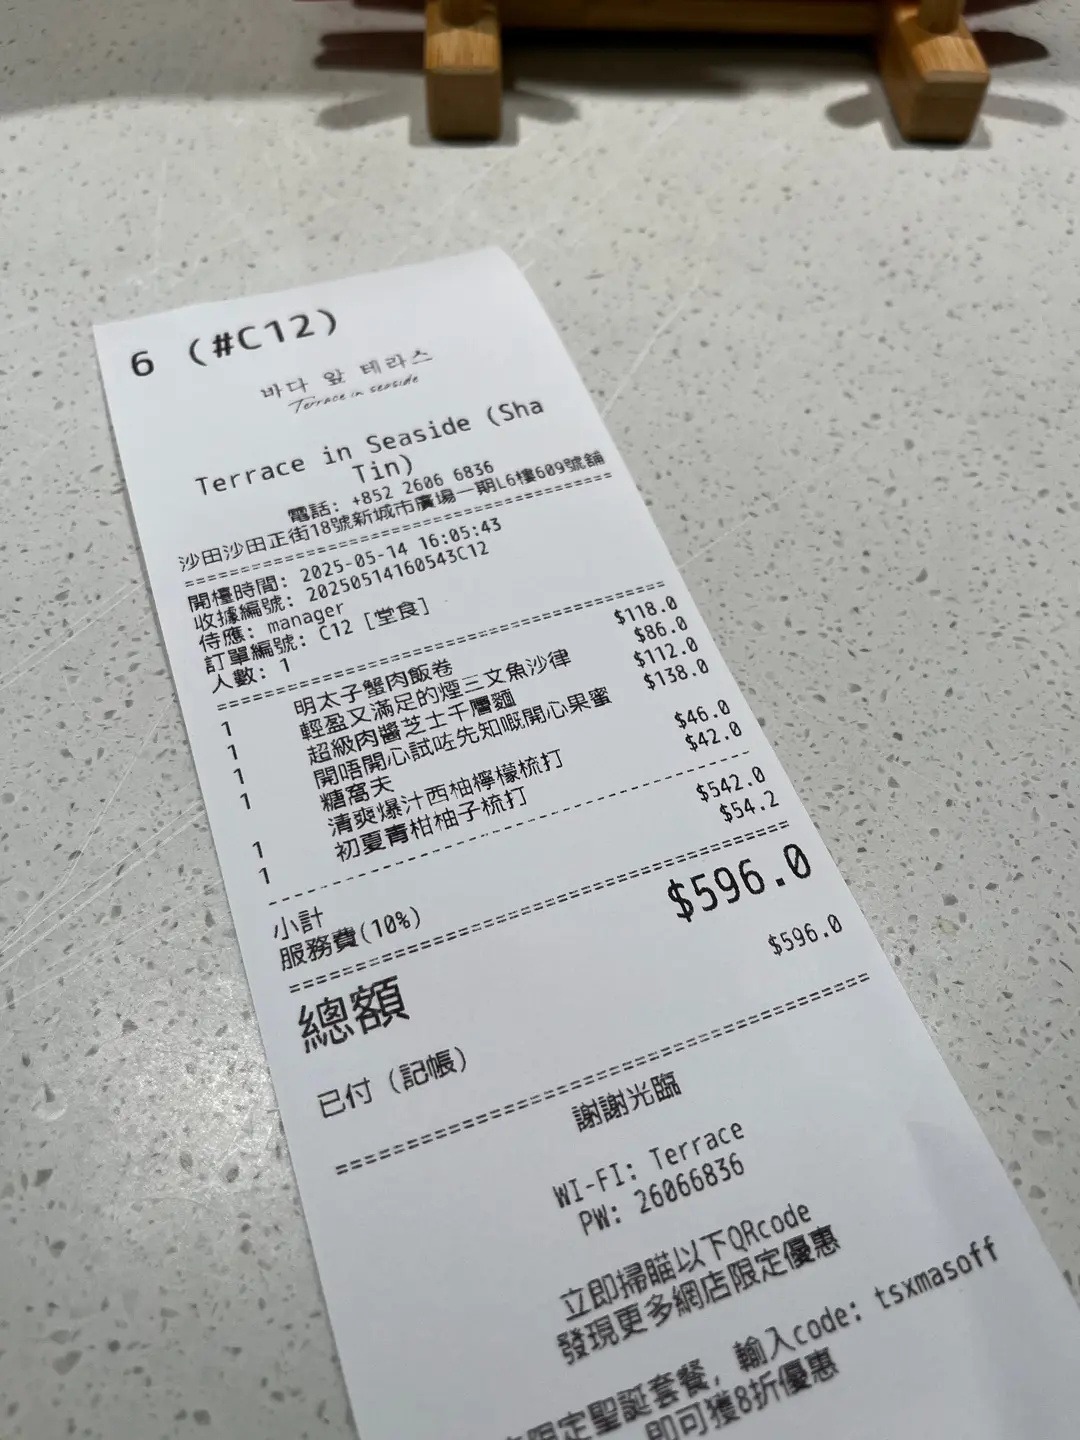 6 (#C12)
바다 앞 테라스
Terrace in seaside
Terrace in Seaside (Sha
Tin)
電話: +852 2606 6836
沙田沙田正街18號新城市廣場一期L6樓609號舖
==========================================
開檯時間: 2025-05-14 16:05:43
收據編號: 20250514160543C12
侍應: manager
訂單編號: C12 [堂食]
人數: 1
==========================================
1 明太子蟹肉飯卷 $118.0
1 輕盈又滿足的煙三文魚沙律 $86.0
1 超級肉醬芝士千層麵 $112.0
1 開唔開心試咗先知嘅開心果蜜 $138.0
糖窩夫
1 清爽爆汁西柚檸檬梳打 $46.0
1 初夏青柑柚子梳打 $42.0
------------------------------------------
小計 $542.0
服務費(10%) $54.2
==========================================
總額 $596.0
已付 (記帳) $596.0
==========================================
謝謝光臨
WI-FI: Terrace
PW: 26066836
立即掃瞄以下QRcode
發現更多網店限定優惠
限定聖誕套餐, 輸入code: tsxmasoff
即可獲8折優惠